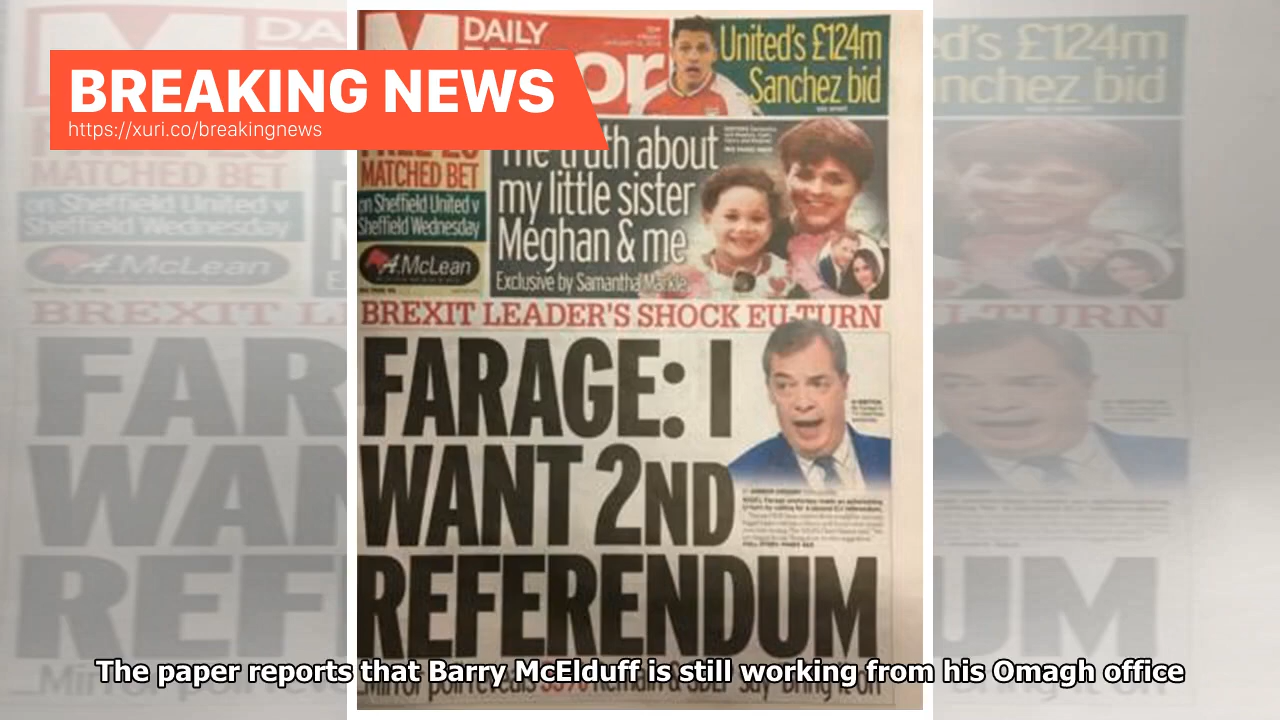 BREAKING NEWS
https://xuri.co/breakingnews
DAILY
United's £124m
Sanchez bid
MATCHED BET
on Sheffield United v
Sheffield Wednesday
A.McLean
The truth about
my little sister
Meghan & me
Exclusive by Samantha Markle
BREXIT LEADER'S SHOCK EU-TURN
FARAGE: I
WANT 2ND
REFERENDUM
The paper reports that Barry McElduff is still working from his Omagh office